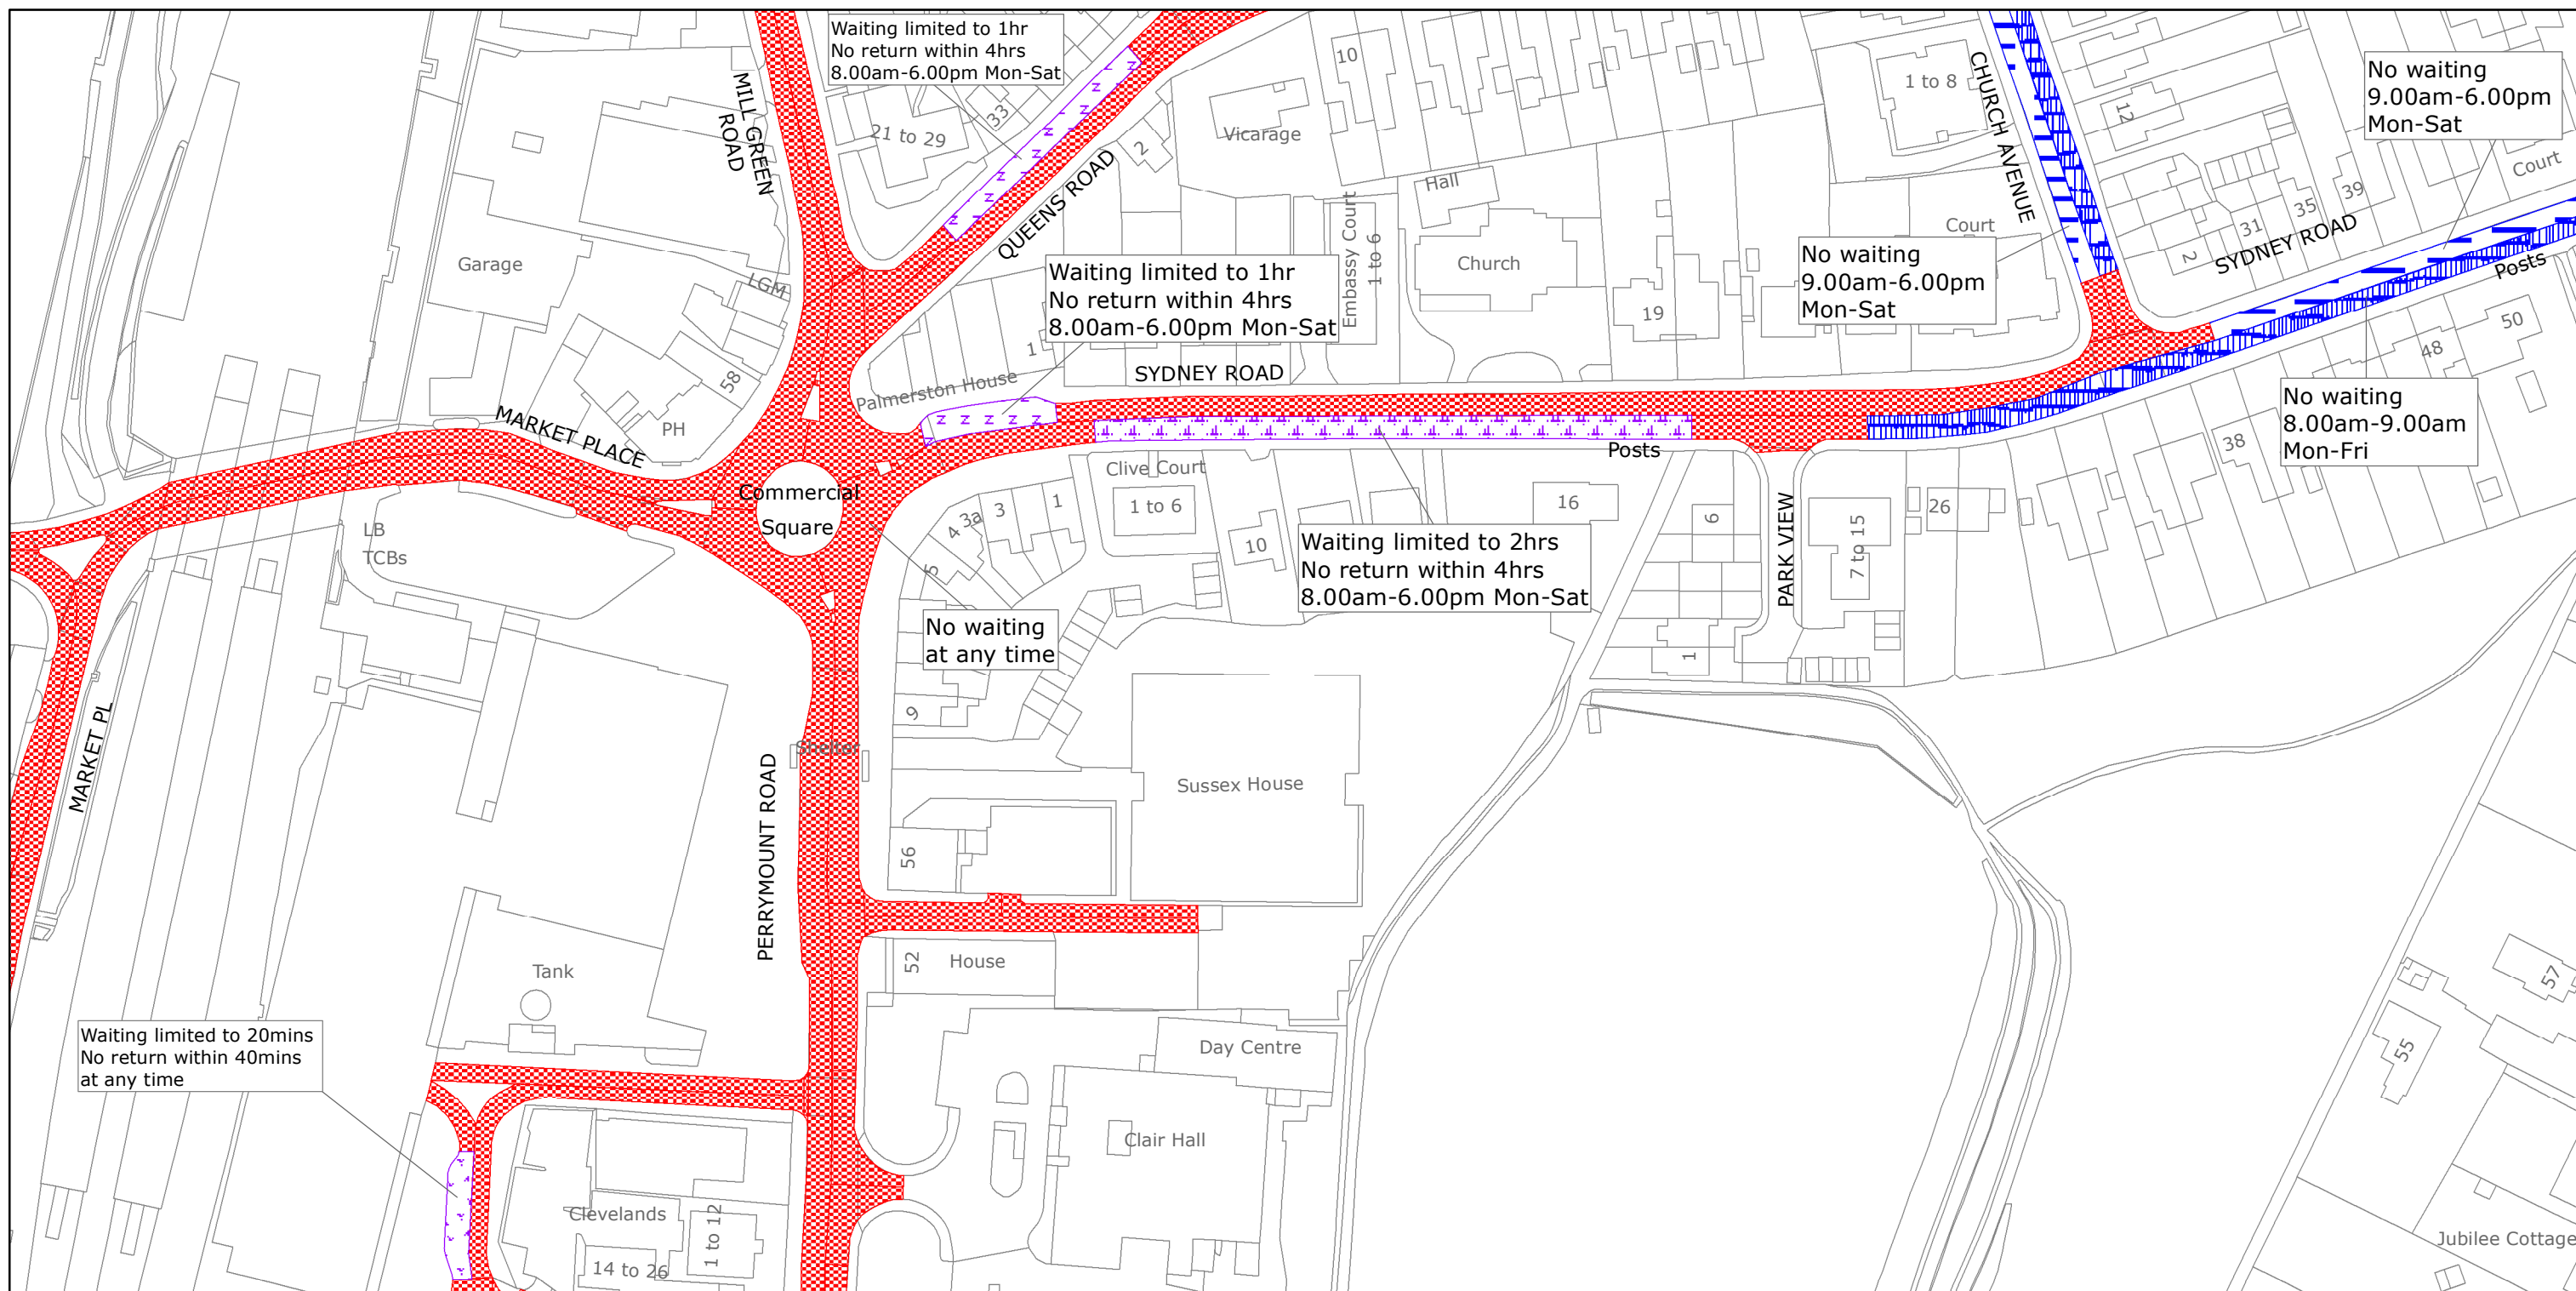 Waiting limited to 1hr
No return within 4hrs
8.00am-6.00pm Mon-Sat
MILL GREEN
ROAD
21 to 29
33
2
QUEENS ROAD
Vicarage
10
Hall
Church
Embassy Court
1 to 6
19
1 to 8
CHURCH AVENUE
Court
12
No waiting
9.00am-6.00pm
Mon-Sat
Court
39
35
31
2
SYDNEY ROAD
Posts
No waiting
9.00am-6.00pm
Mon-Sat
Garage
LGM
58
PH
MARKET PLACE
Waiting limited to 1hr
No return within 4hrs
8.00am-6.00pm Mon-Sat
1
Palmerston House
SYDNEY ROAD
50
48
No waiting
8.00am-9.00am
Mon-Fri
38
Commercial
Square
Clive Court
1 to 6
1
3
3a
4
5
10
16
Posts
6
PARK VIEW
7 to 15
26
1
Waiting limited to 2hrs
No return within 4hrs
8.00am-6.00pm Mon-Sat
No waiting
at any time
LB
TCBs
9
Shelter
MARKET PL
PERRYMOUNT ROAD
Sussex House
56
52
House
Tank
Waiting limited to 20mins
No return within 40mins
at any time
Day Centre
Clair Hall
Clevelands
1 to 12
14 to 26
57
55
Jubilee Cottage